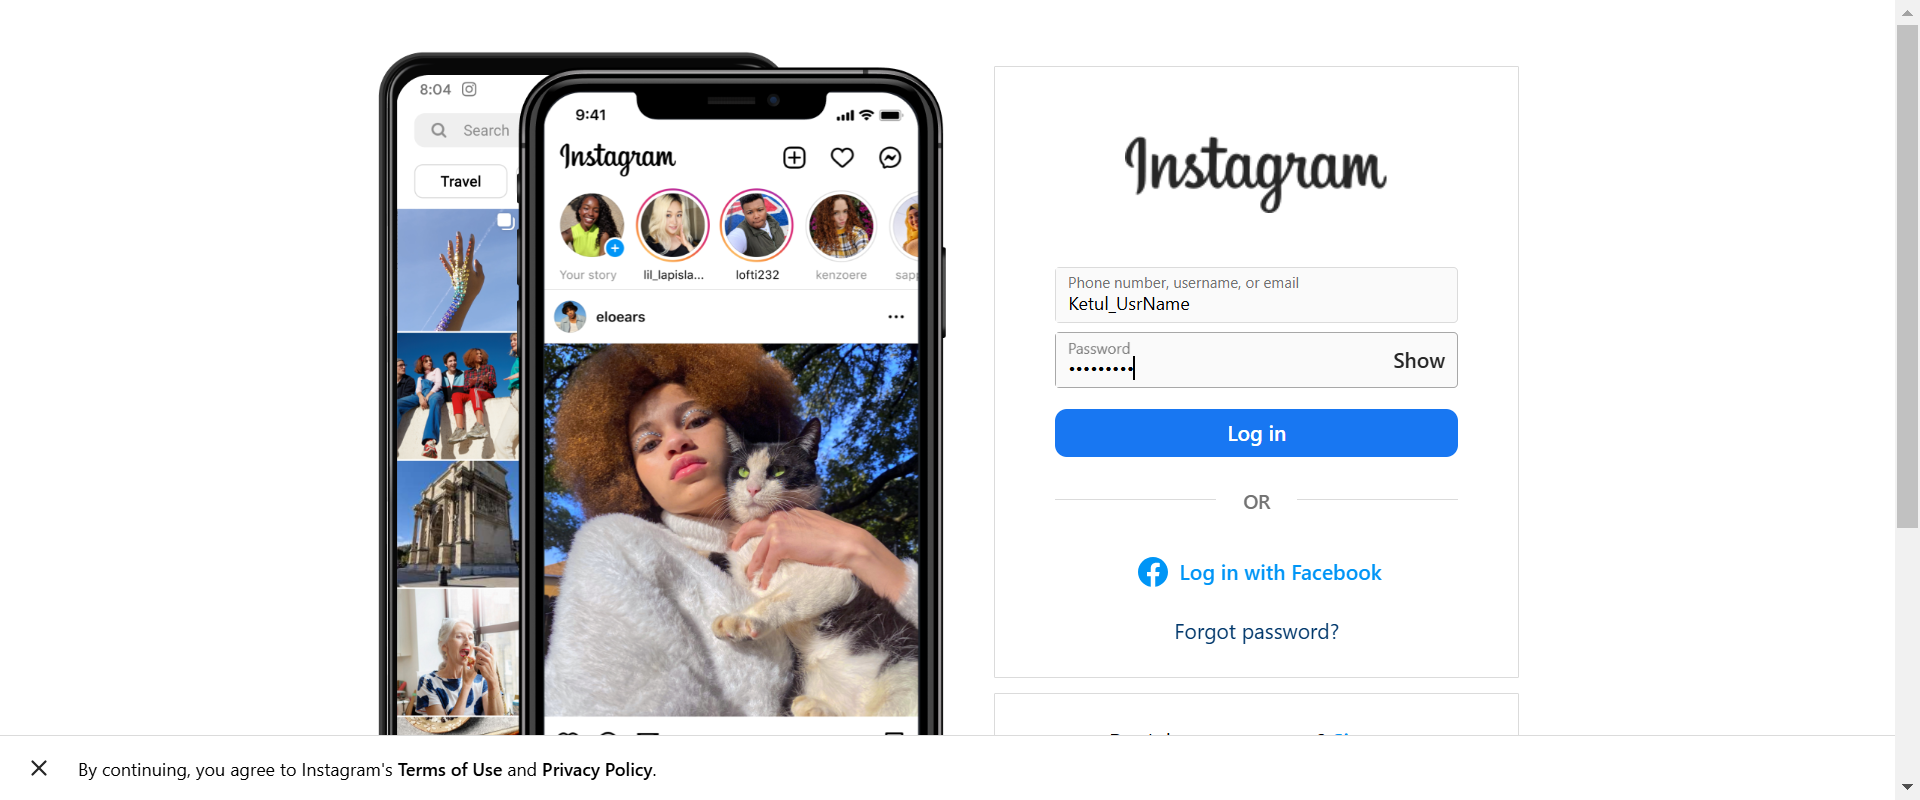 8:04
Search
Travel
9:41
Instagram
Your story
lil_lapisla...
lofti232
kenzoere
eloears
Instagram
Phone number, username, or email
Ketul_UsrName
Password
•••••••••
Show
Log in
OR
Log in with Facebook
Forgot password?
By continuing, you agree to Instagram's Terms of Use and Privacy Policy.